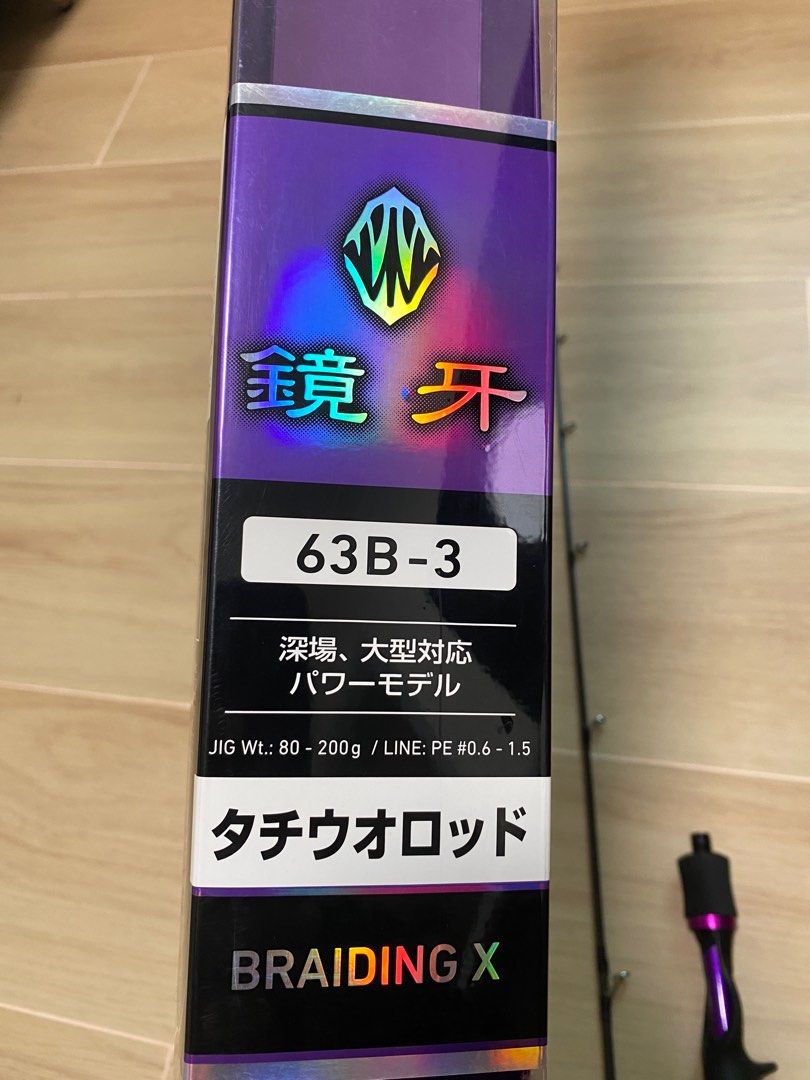 鏡牙
63B-3
深場、大型対応
パワーモデル
JIG Wt.: 80 - 200g / LINE: PE #0.6 - 1.5
タチウオロッド
BRAIDING X